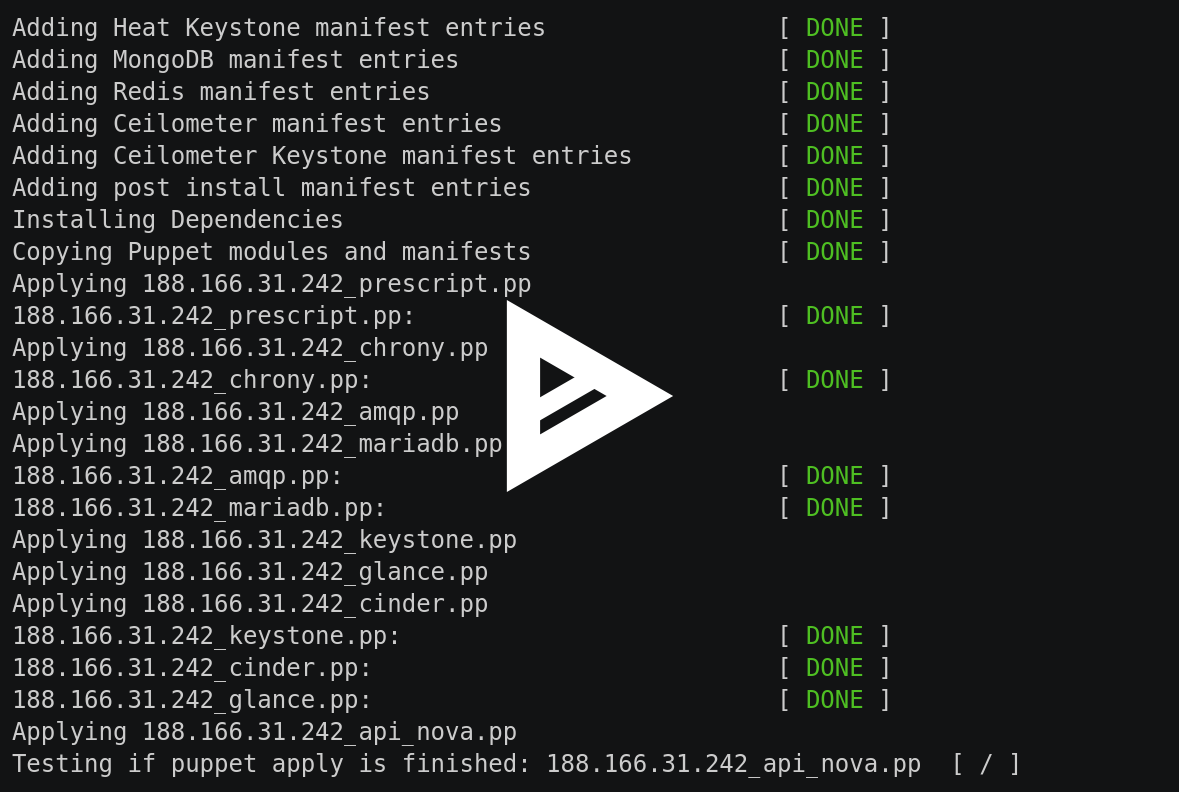 Adding Heat Keystone manifest entries [ DONE ]
Adding MongoDB manifest entries [ DONE ]
Adding Redis manifest entries [ DONE ]
Adding Ceilometer manifest entries [ DONE ]
Adding Ceilometer Keystone manifest entries [ DONE ]
Adding post install manifest entries [ DONE ]
Installing Dependencies [ DONE ]
Copying Puppet modules and manifests [ DONE ]
Applying 188.166.31.242_prescript.pp
188.166.31.242_prescript.pp: [ DONE ]
Applying 188.166.31.242_chrony.pp
188.166.31.242_chrony.pp: [ DONE ]
Applying 188.166.31.242_amqp.pp
Applying 188.166.31.242_mariadb.pp
188.166.31.242_amqp.pp: [ DONE ]
188.166.31.242_mariadb.pp: [ DONE ]
Applying 188.166.31.242_keystone.pp
Applying 188.166.31.242_glance.pp
Applying 188.166.31.242_cinder.pp
188.166.31.242_keystone.pp: [ DONE ]
188.166.31.242_cinder.pp: [ DONE ]
188.166.31.242_glance.pp: [ DONE ]
Applying 188.166.31.242_api_nova.pp
Testing if puppet apply is finished: 188.166.31.242_api_nova.pp [ / ]